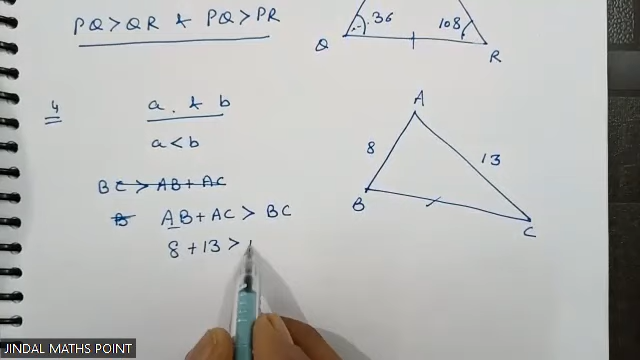 PQ > QR & PQ > PR
36
108
Q
R
4
a & b
a < b
A
8
13
B
C
BC > AB + AC
B
AB + AC > BC
8 + 13 >
JINDAL MATHS POINT